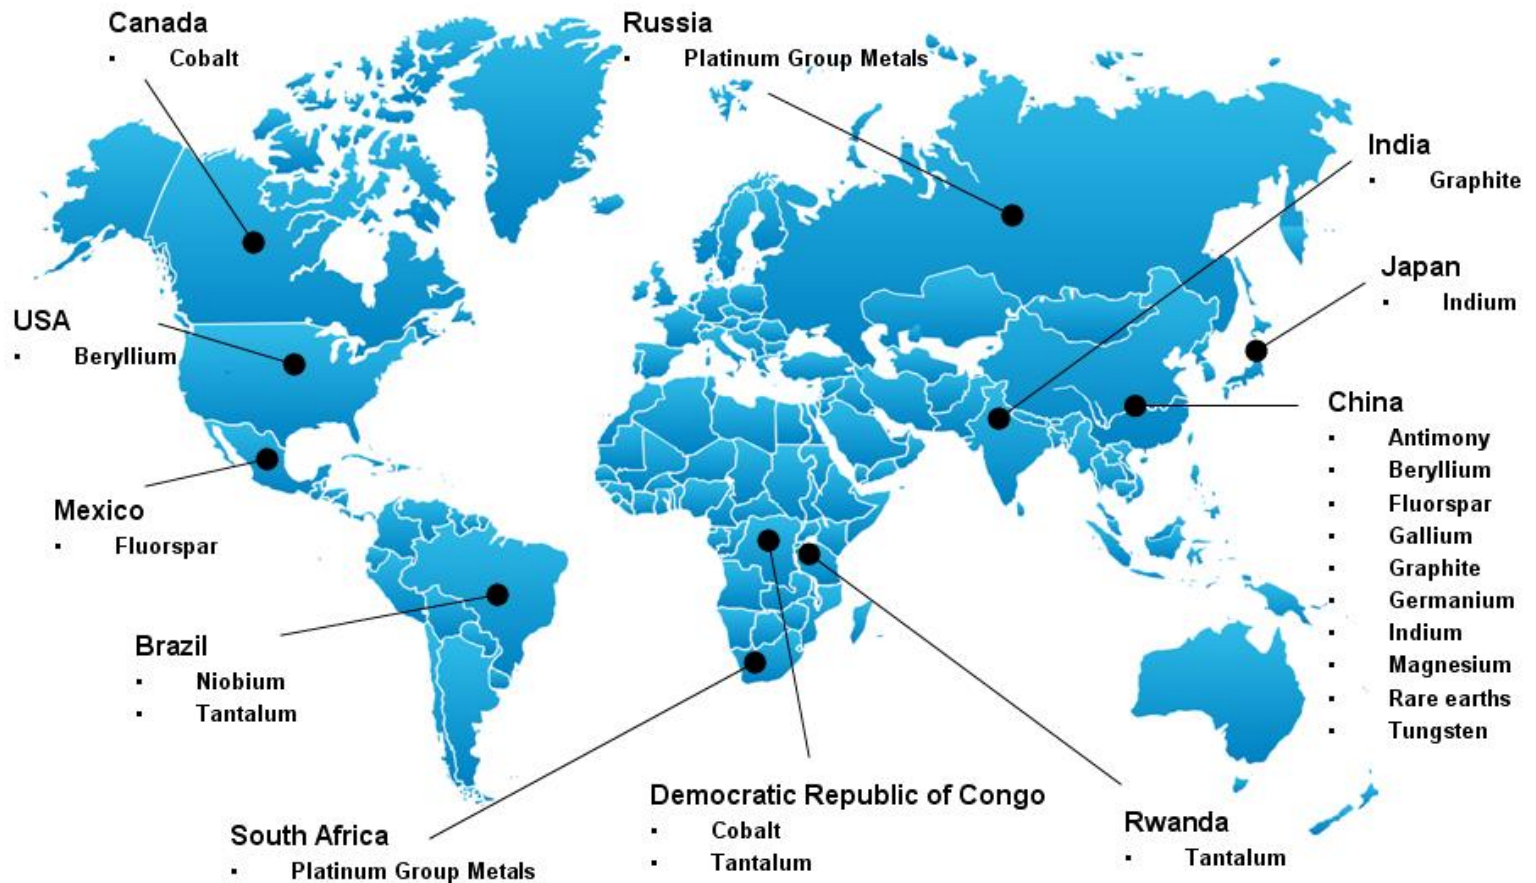 Canada
▪ Cobalt
Russia
▪ Platinum Group Metals
India
▪ Graphite
Japan
▪ Indium
USA
▪ Beryllium
China
▪ Antimony
▪ Beryllium
▪ Fluorspar
▪ Gallium
▪ Graphite
▪ Germanium
▪ Indium
▪ Magnesium
▪ Rare earths
▪ Tungsten
Mexico
▪ Fluorspar
Brazil
▪ Niobium
▪ Tantalum
South Africa
▪ Platinum Group Metals
Democratic Republic of Congo
▪ Cobalt
▪ Tantalum
Rwanda
▪ Tantalum